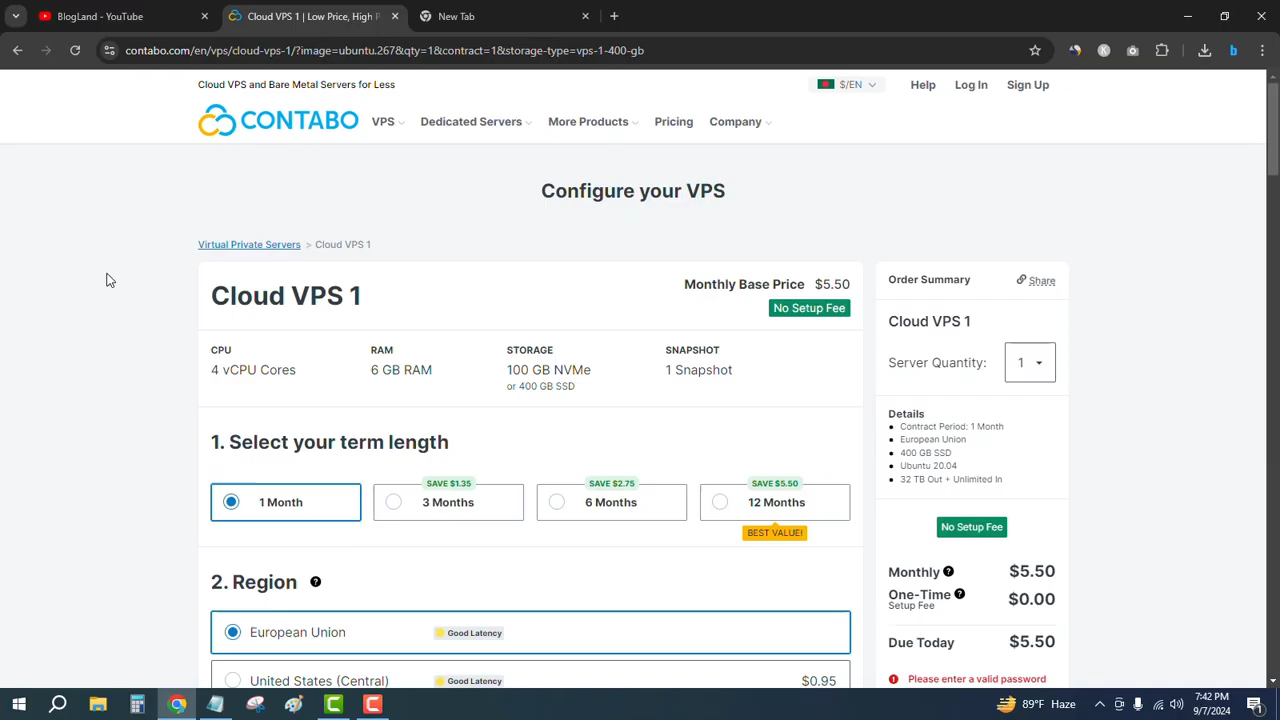 BlogLand - YouTube
Cloud VPS 1 | Low Price, High P
New Tab
contabo.com/en/vps/cloud-vps-1/?image=ubuntu.267&qty=1&contract=1&storage-type=vps-1-400-gb
Cloud VPS and Bare Metal Servers for Less
$/EN
Help
Log In
Sign Up
CONTABO
VPS
Dedicated Servers
More Products
Pricing
Company
Configure your VPS
Virtual Private Servers > Cloud VPS 1
Cloud VPS 1
Monthly Base Price $5.50
No Setup Fee
CPU
4 vCPU Cores
RAM
6 GB RAM
STORAGE
100 GB NVMe
or 400 GB SSD
SNAPSHOT
1 Snapshot
1. Select your term length
1 Month
SAVE $1.35
3 Months
SAVE $2.75
6 Months
SAVE $5.50
12 Months
BEST VALUE!
2. Region ?
European Union
Good Latency
United States (Central)
Good Latency
$0.95
Order Summary
Share
Cloud VPS 1
Server Quantity: 1
Details
Contract Period: 1 Month
European Union
400 GB SSD
Ubuntu 20.04
32 TB Out + Unlimited In
No Setup Fee
Monthly ? $5.50
One-Time ? $0.00
Setup Fee
Due Today $5.50
! Please enter a valid password
89°F Haze
7:42 PM
9/7/2024